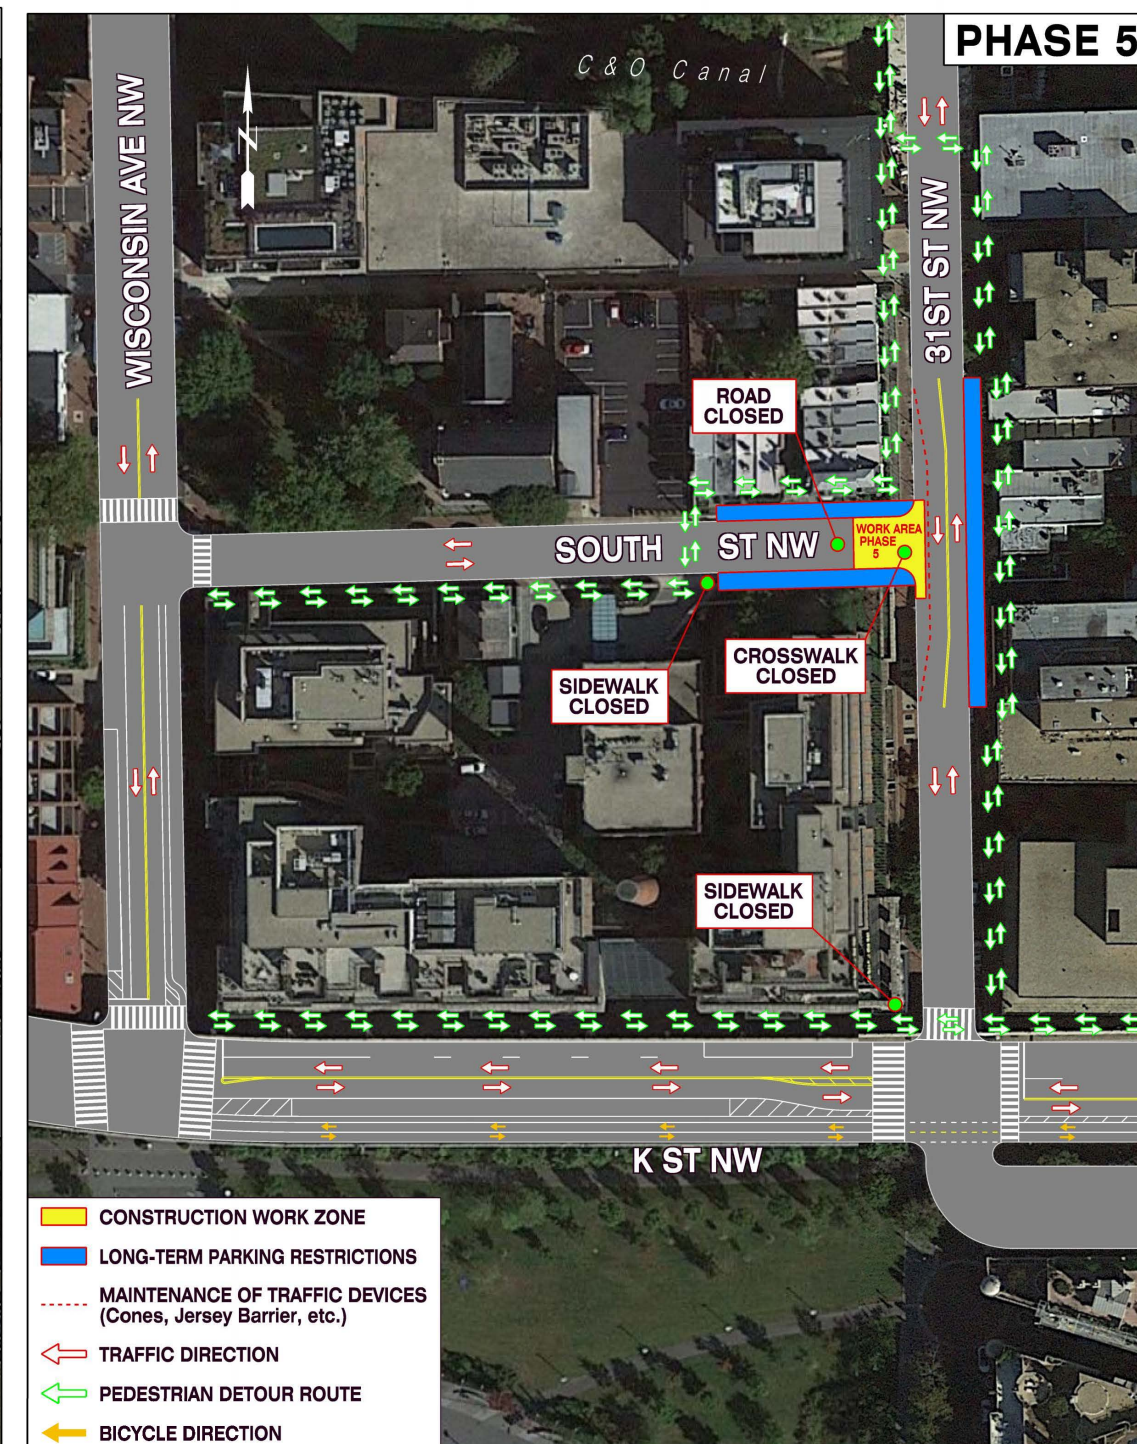 PHASE 5
C & O Canal
WISCONSIN AVE NW
N
31ST ST NW
ROAD
CLOSED
WORK AREA
PHASE
5
SOUTH ST NW
CROSSWALK
CLOSED
SIDEWALK
CLOSED
SIDEWALK
CLOSED
K ST NW
CONSTRUCTION WORK ZONE
LONG-TERM PARKING RESTRICTIONS
MAINTENANCE OF TRAFFIC DEVICES
(Cones, Jersey Barrier, etc.)
TRAFFIC DIRECTION
PEDESTRIAN DETOUR ROUTE
BICYCLE DIRECTION